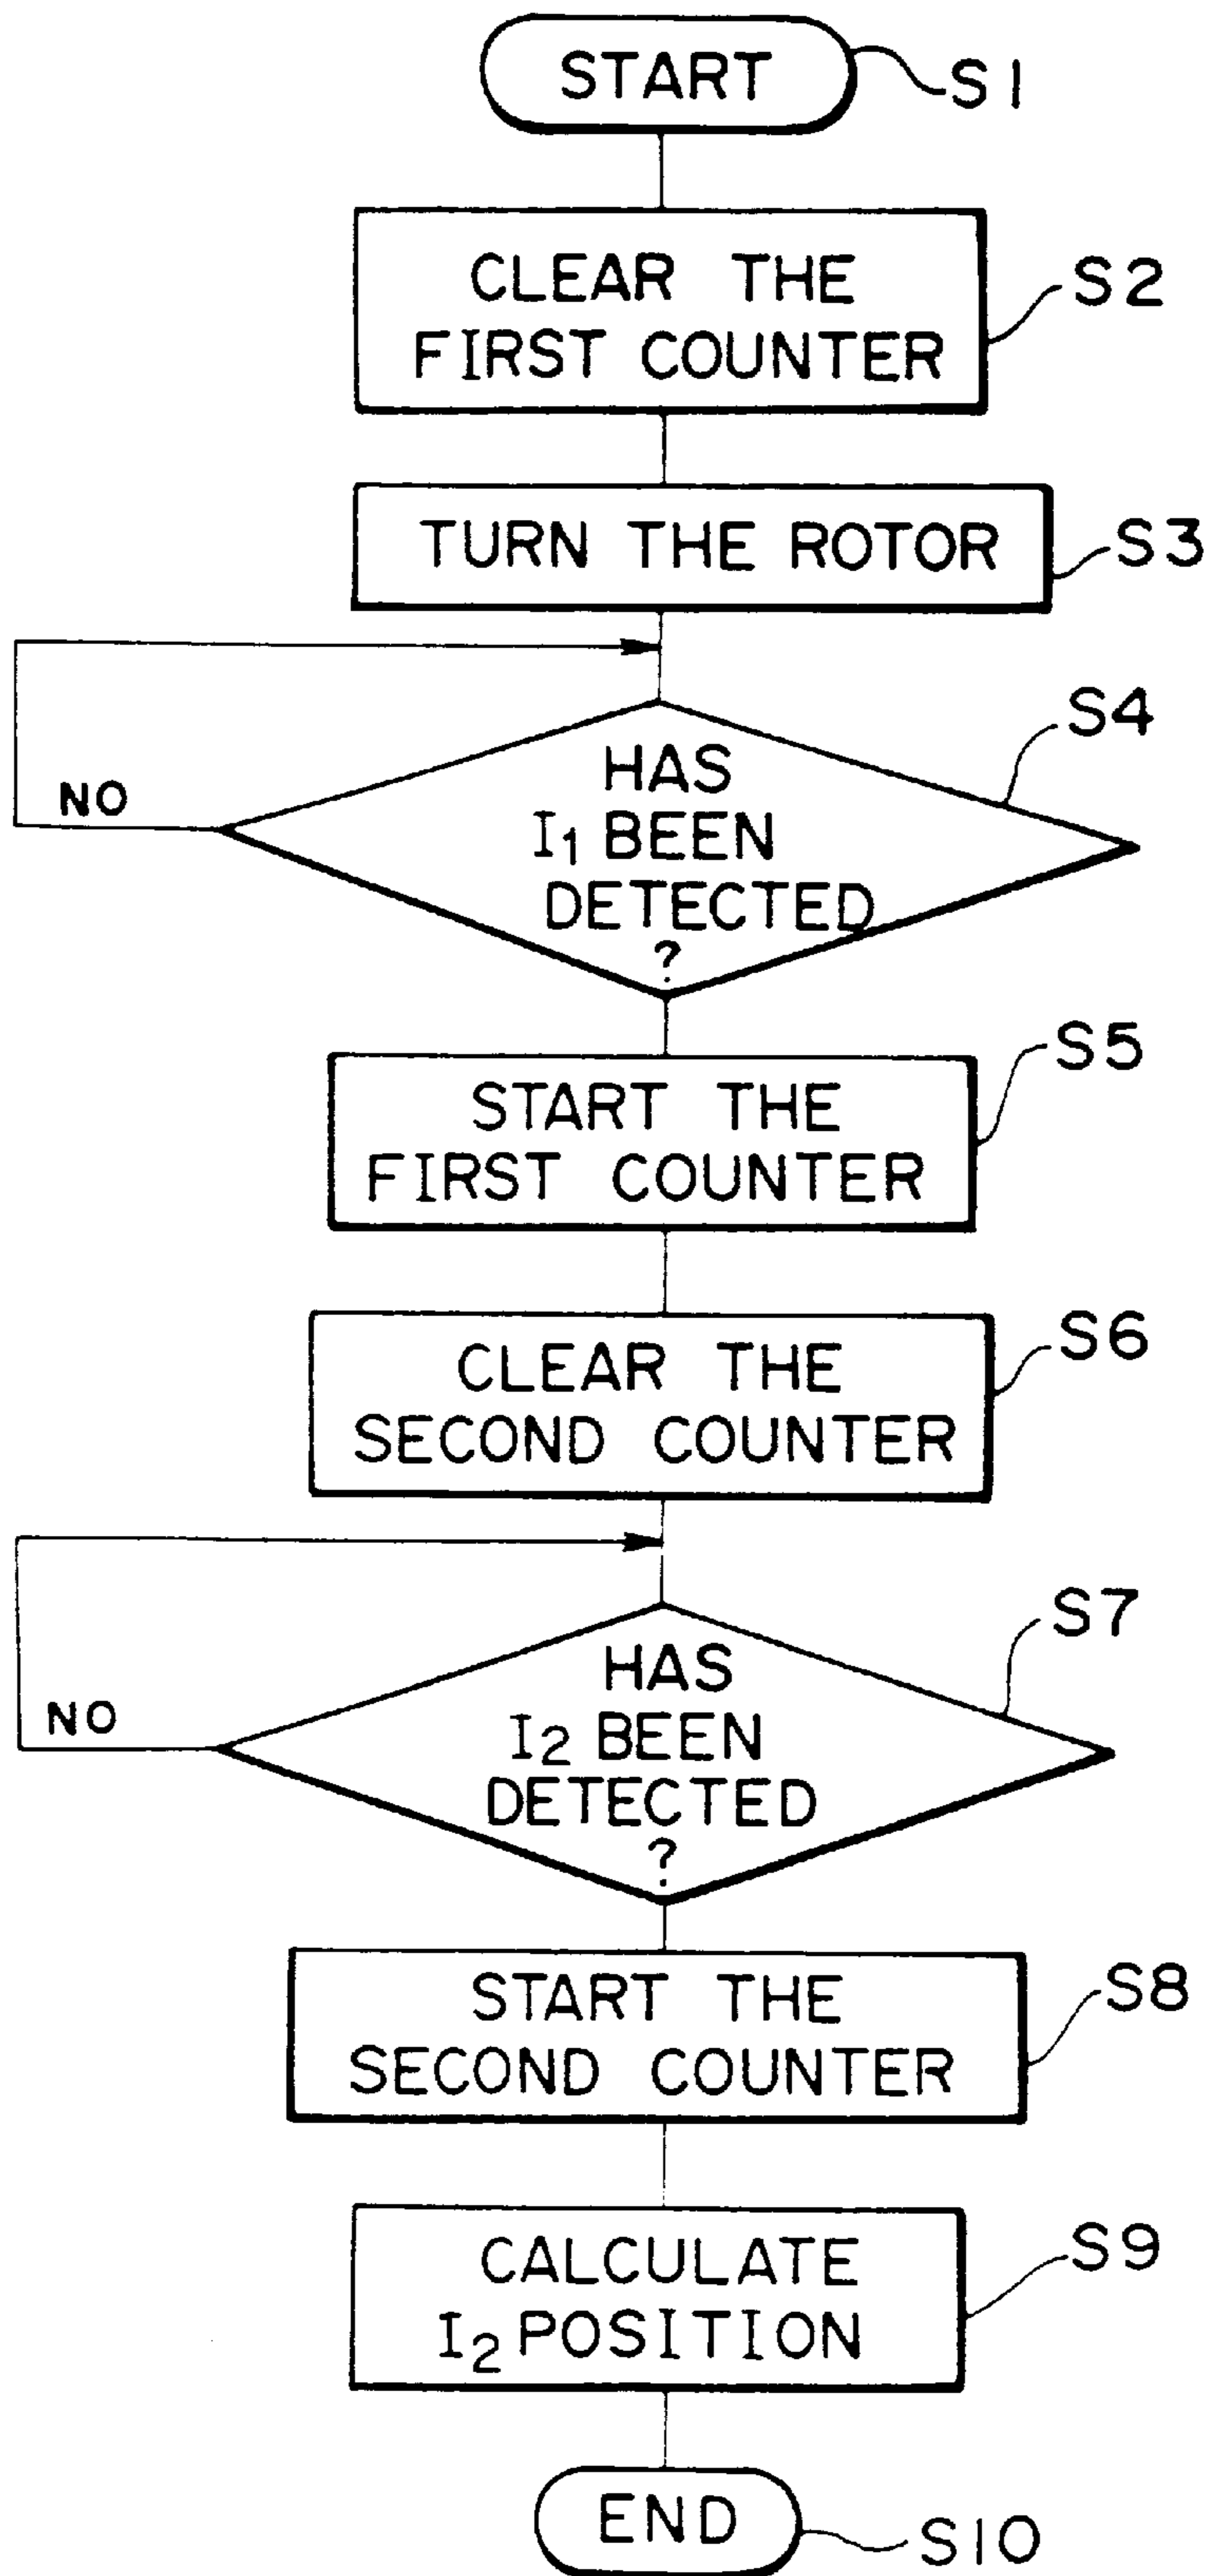 START
S1
CLEAR THE
FIRST COUNTER
S2
TURN THE ROTOR
S3
NO
HAS
I1 BEEN
DETECTED
?
S4
START THE
FIRST COUNTER
S5
CLEAR THE
SECOND COUNTER
S6
NO
HAS
I2 BEEN
DETECTED
?
S7
START THE
SECOND COUNTER
S8
CALCULATE
I2 POSITION
S9
END
S10